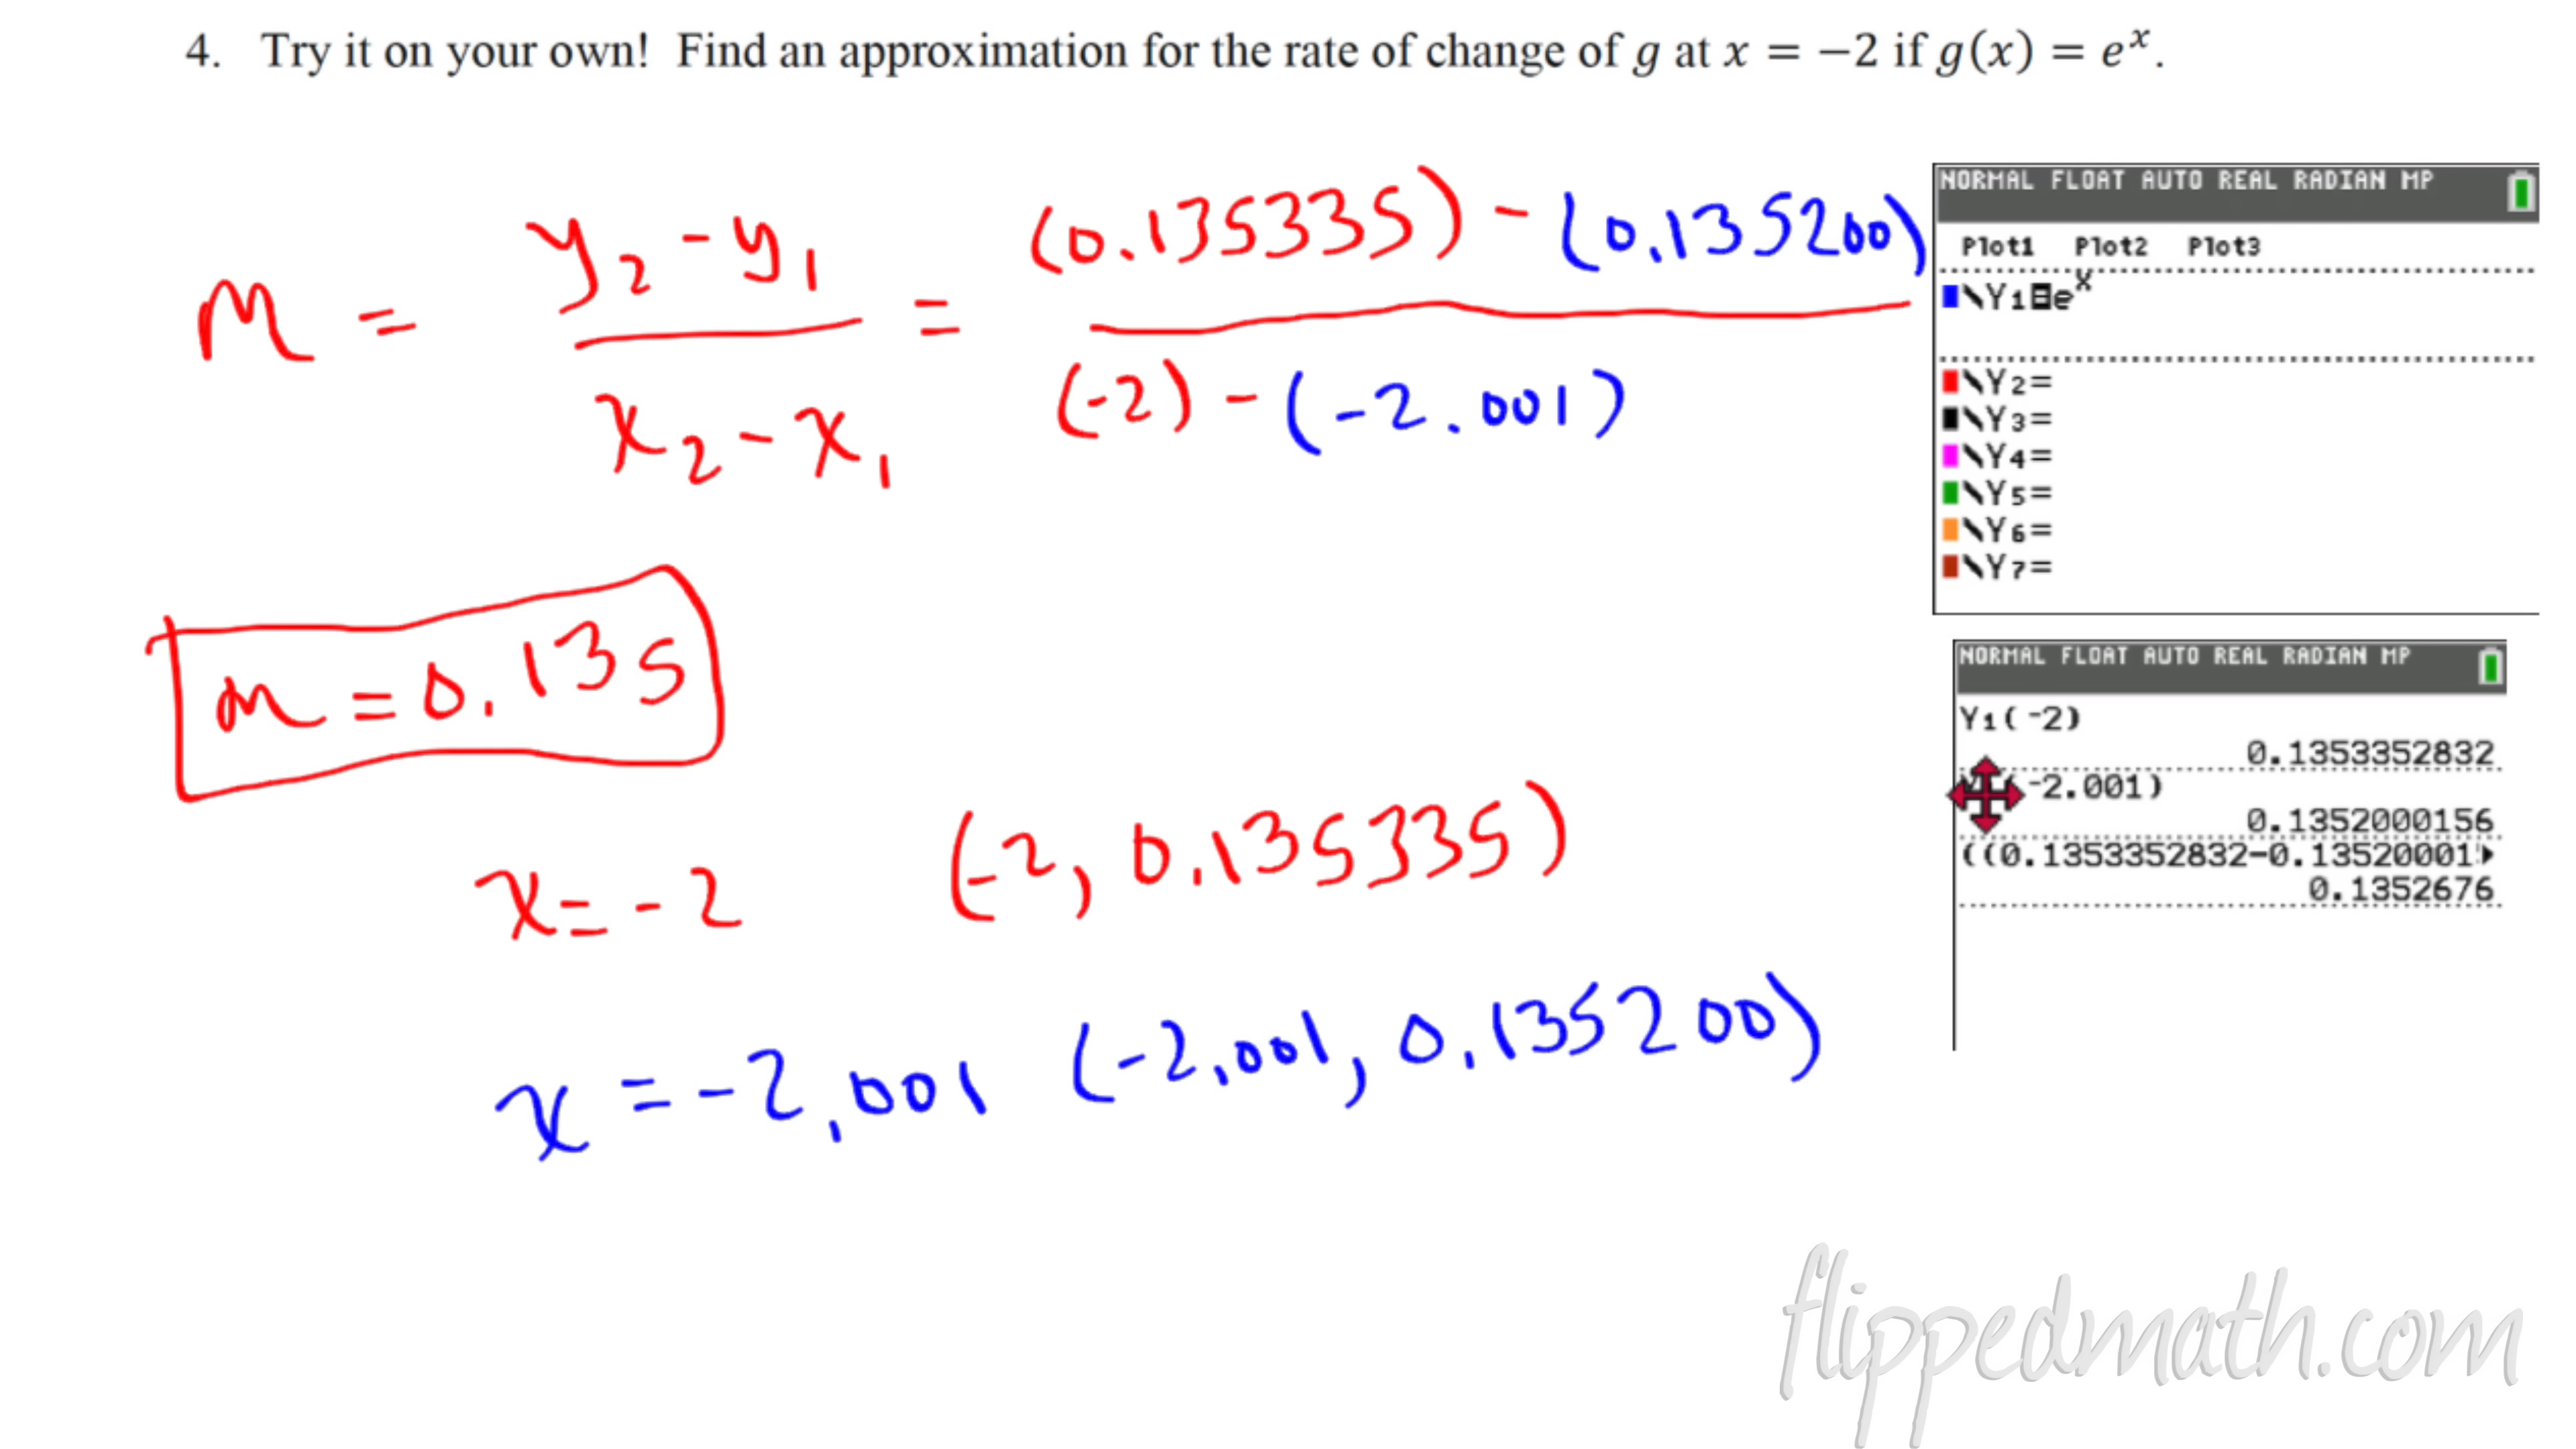 4. Try it on your own! Find an approximation for the rate of change of g at x = −2 if g(x) = eˣ.
m = (y₂ - y₁)/(x₂ - x₁) = ((0.135335) - (0.135200))/((-2) - (-2.001))
m = 0.135
x = -2 (-2, 0.135335)
x = -2.001 (-2.001, 0.135200)
NORMAL FLOAT AUTO REAL RADIAN MP
Plot1 Plot2 Plot3
\Y₁=eˣ
\Y₂=
\Y₃=
\Y₄=
\Y₅=
\Y₆=
\Y₇=
NORMAL FLOAT AUTO REAL RADIAN MP
Y₁(-2)
0.1353352832
-2.001)
0.1352000156
((0.1353352832-0.13520001
0.1352676
flippedmath.com